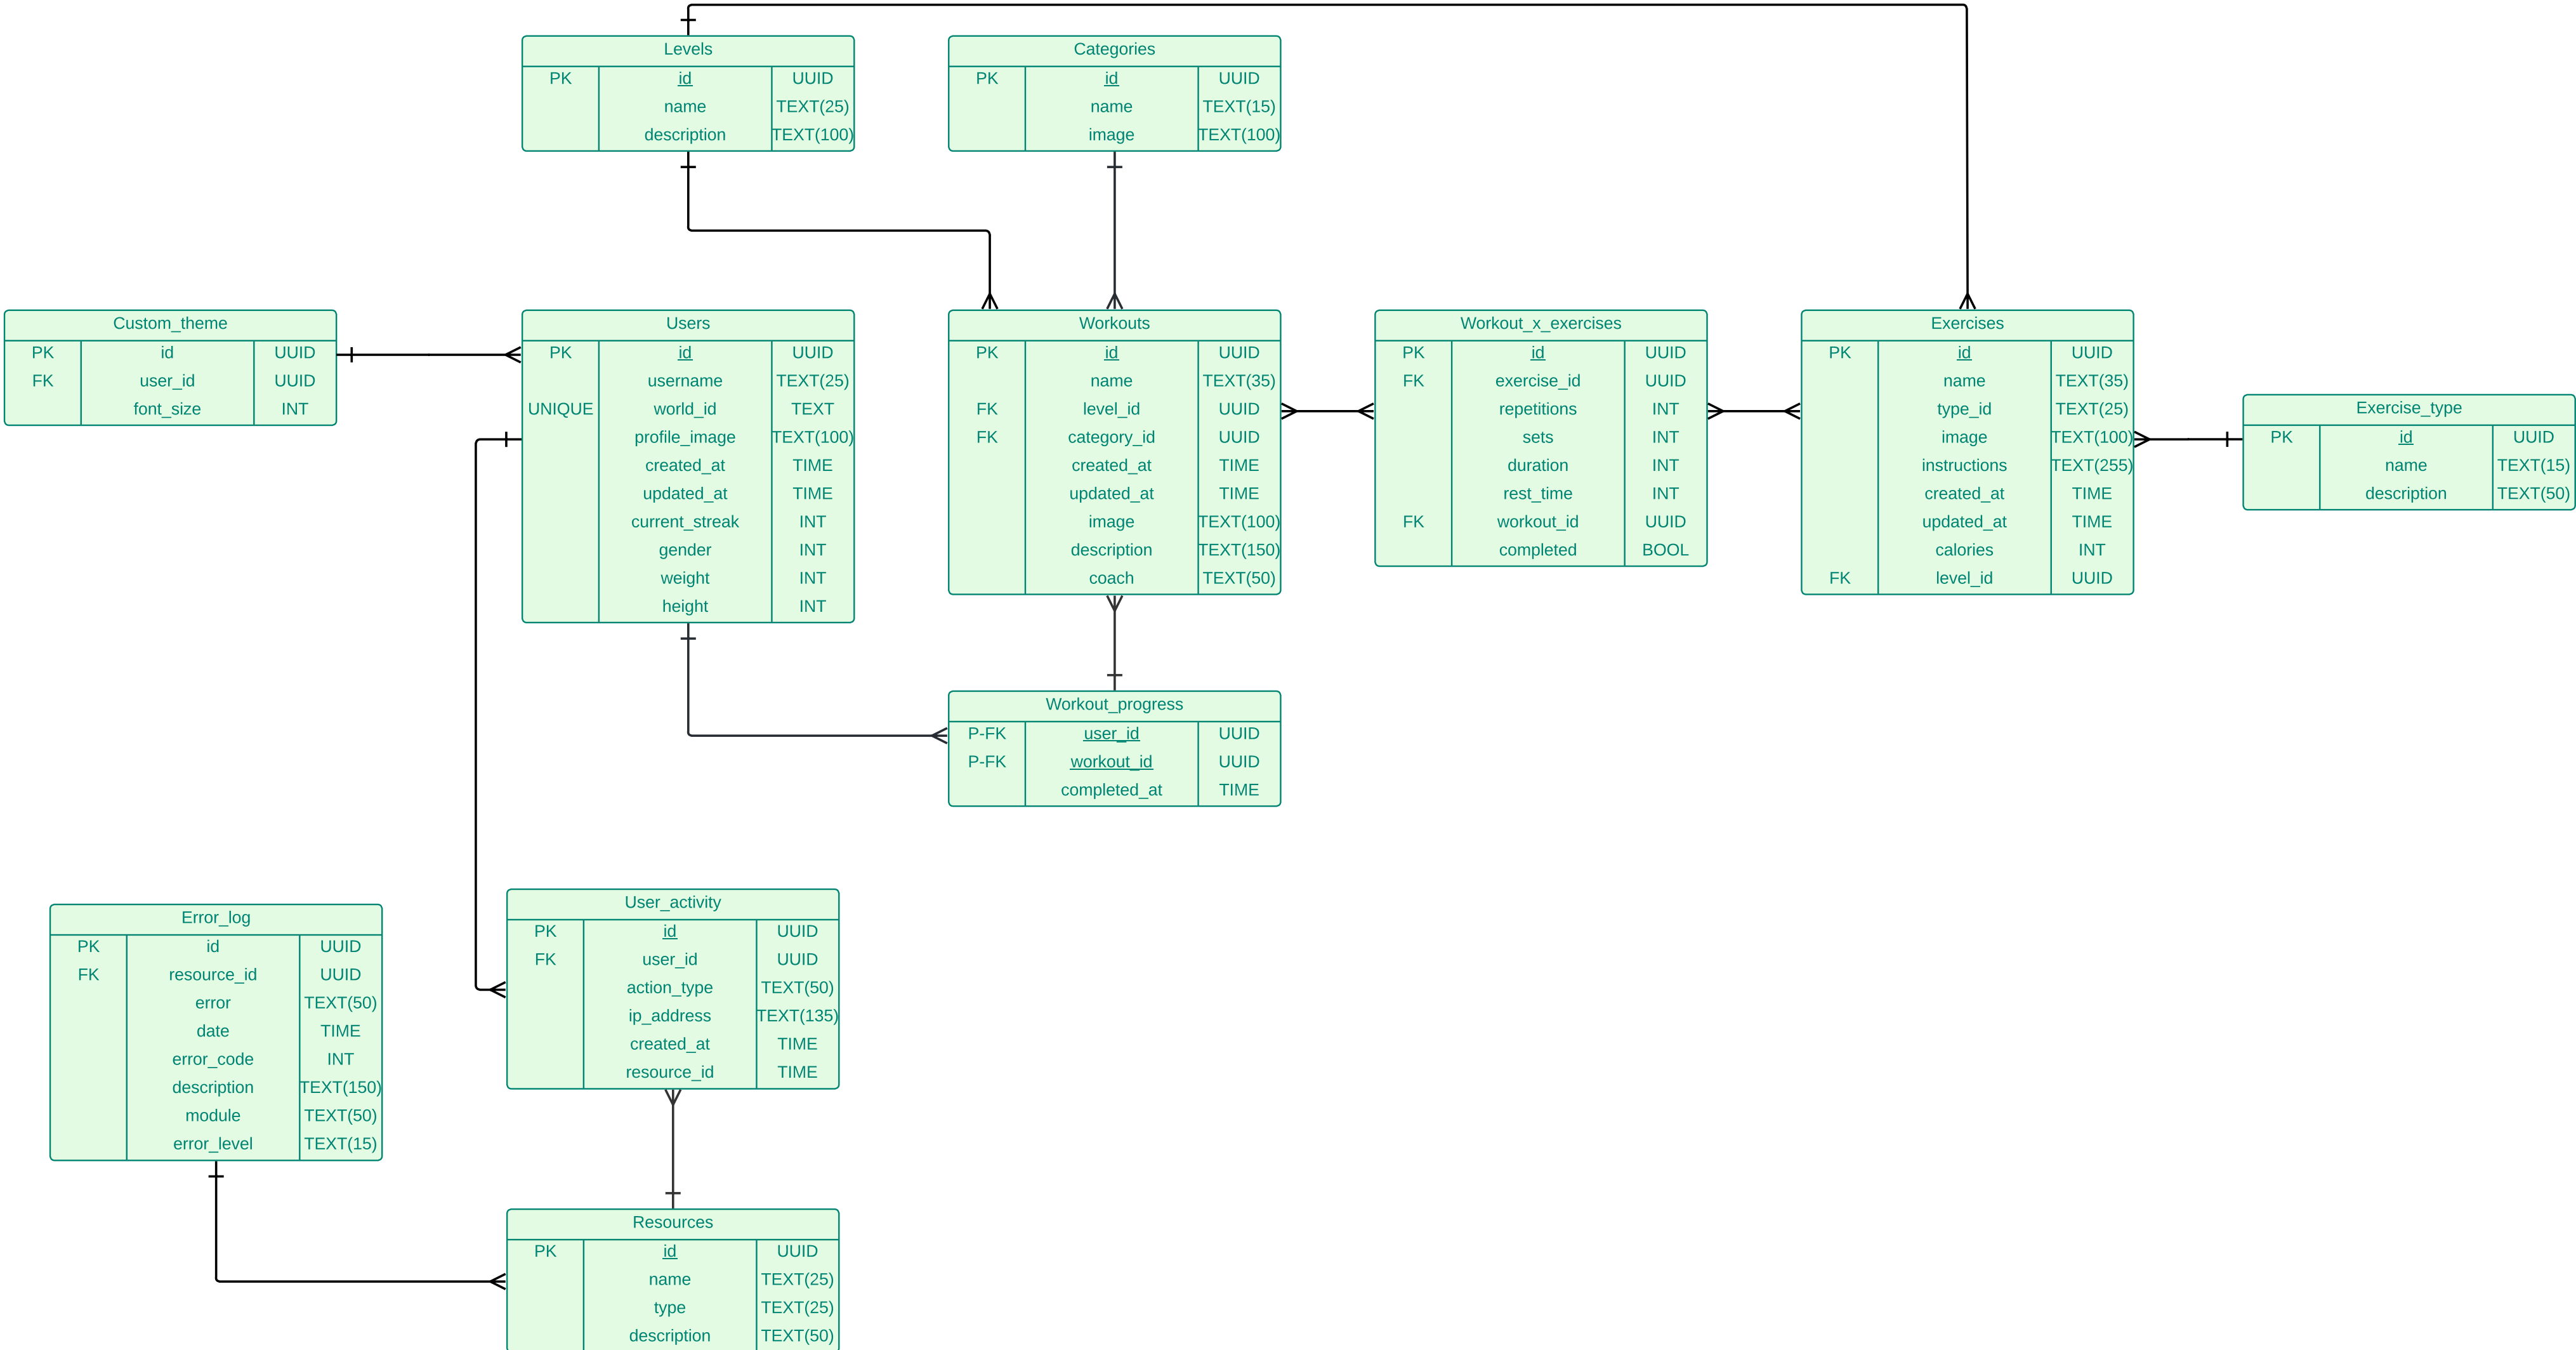 Levels
PK id UUID
name TEXT(25)
description TEXT(100)
Categories
PK id UUID
name TEXT(15)
image TEXT(100)
Custom_theme
PK id UUID
FK user_id UUID
font_size INT
Users
PK id UUID
username TEXT(25)
UNIQUE world_id TEXT
profile_image TEXT(100)
created_at TIME
updated_at TIME
current_streak INT
gender INT
weight INT
height INT
Workouts
PK id UUID
name TEXT(35)
FK level_id UUID
FK category_id UUID
created_at TIME
updated_at TIME
image TEXT(100)
description TEXT(150)
coach TEXT(50)
Workout_x_exercises
PK id UUID
FK exercise_id UUID
repetitions INT
sets INT
duration INT
rest_time INT
FK workout_id UUID
completed BOOL
Exercises
PK id UUID
name TEXT(35)
type_id TEXT(25)
image TEXT(100)
instructions TEXT(255)
created_at TIME
updated_at TIME
calories INT
FK level_id UUID
Exercise_type
PK id UUID
name TEXT(15)
description TEXT(50)
Workout_progress
P-FK user_id UUID
P-FK workout_id UUID
completed_at TIME
Error_log
PK id UUID
FK resource_id UUID
error TEXT(50)
date TIME
error_code INT
description TEXT(150)
module TEXT(50)
error_level TEXT(15)
User_activity
PK id UUID
FK user_id UUID
action_type TEXT(50)
ip_address TEXT(135)
created_at TIME
resource_id TIME
Resources
PK id UUID
name TEXT(25)
type TEXT(25)
description TEXT(50)